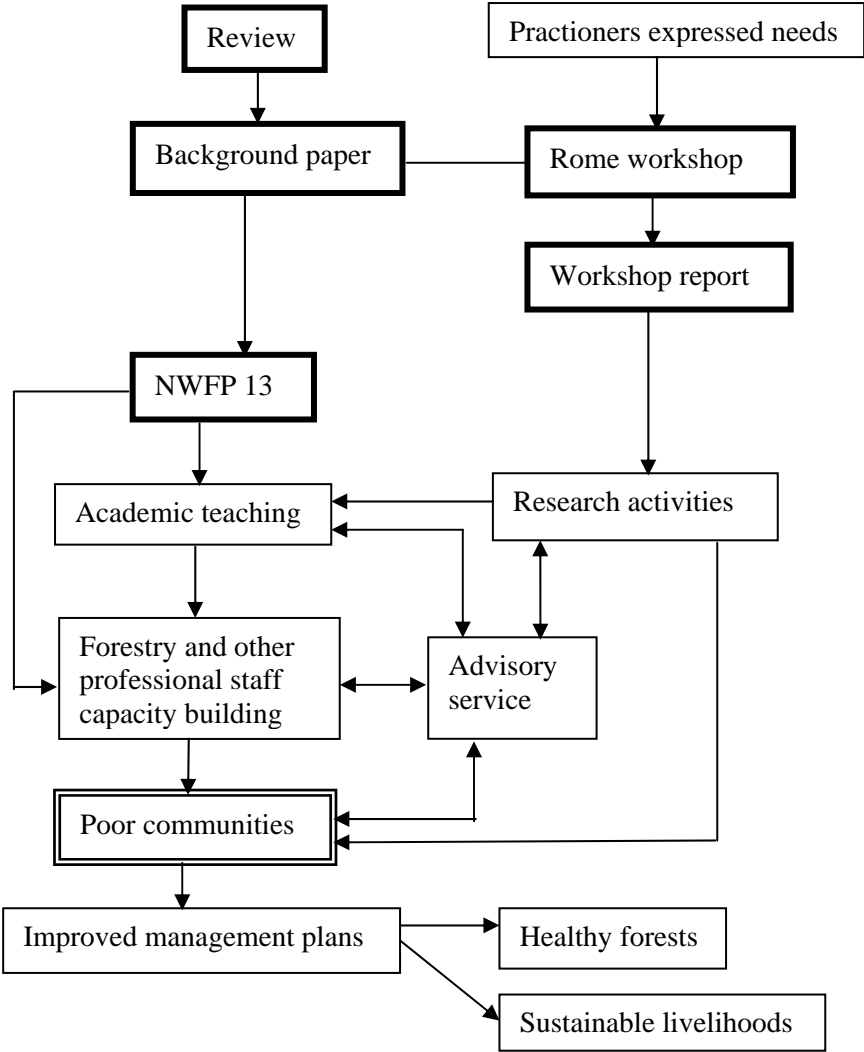 Review
Practioners expressed needs
Background paper
Rome workshop
Workshop report
NWFP 13
Academic teaching
Research activities
Forestry and other
professional staff
capacity building
Advisory
service
Poor communities
Improved management plans
Healthy forests
Sustainable livelihoods